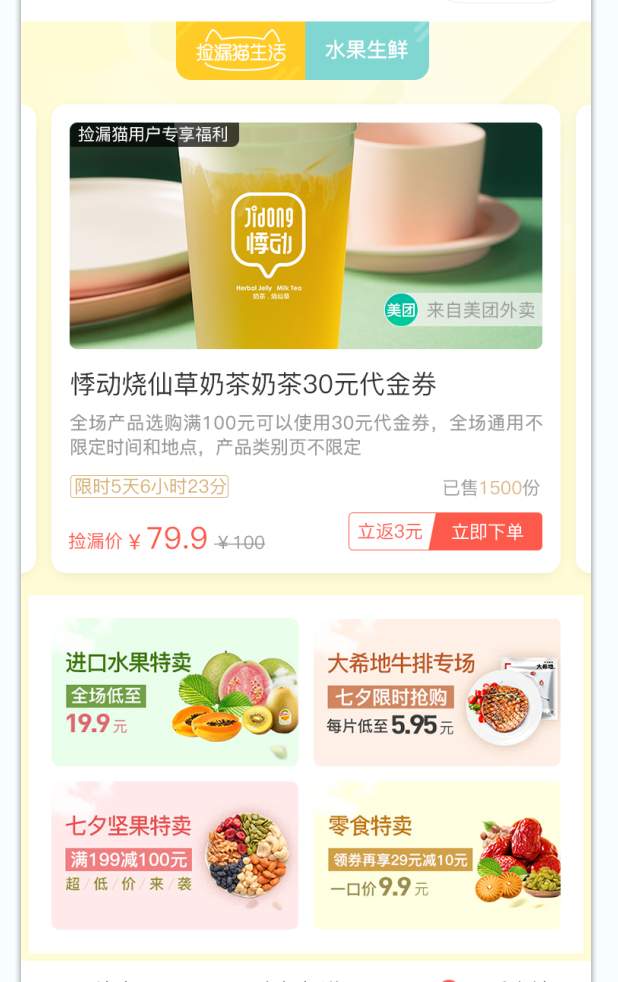 捡漏猫生活
水果生鲜
捡漏猫用户专享福利
Jidong
悸动
Herbal Jelly Milk Tea
奶茶.烧仙草
美团 来自美团外卖
悸动烧仙草奶茶奶茶30元代金券
全场产品选购满100元可以使用30元代金券，全场通用不
限定时间和地点，产品类别页不限定
限时5天6小时23分
已售1500份
捡漏价 ¥ 79.9 ¥ 100
立返3元 立即下单
进口水果特卖
全场低至
19.9 元
大希地牛排专场
七夕限时抢购
每片低至 5.95 元
大希地
七夕坚果特卖
满199减100元
超/低/价/来/袭
零食特卖
领券再享29元减10元
一口价 9.9 元